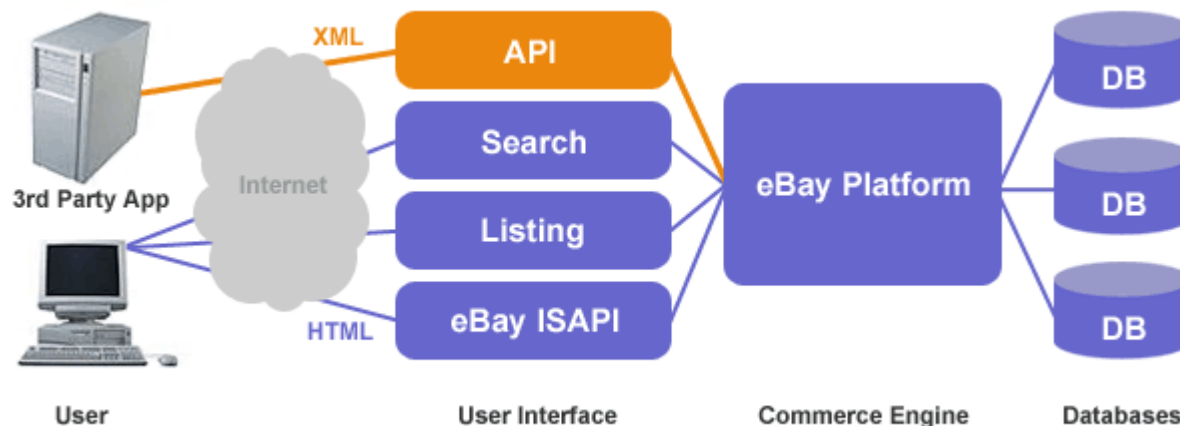 XML
API
DB
Search
Internet
eBay Platform
3rd Party App
DB
Listing
HTML
eBay ISAPI
DB
User
User Interface
Commerce Engine
Databases